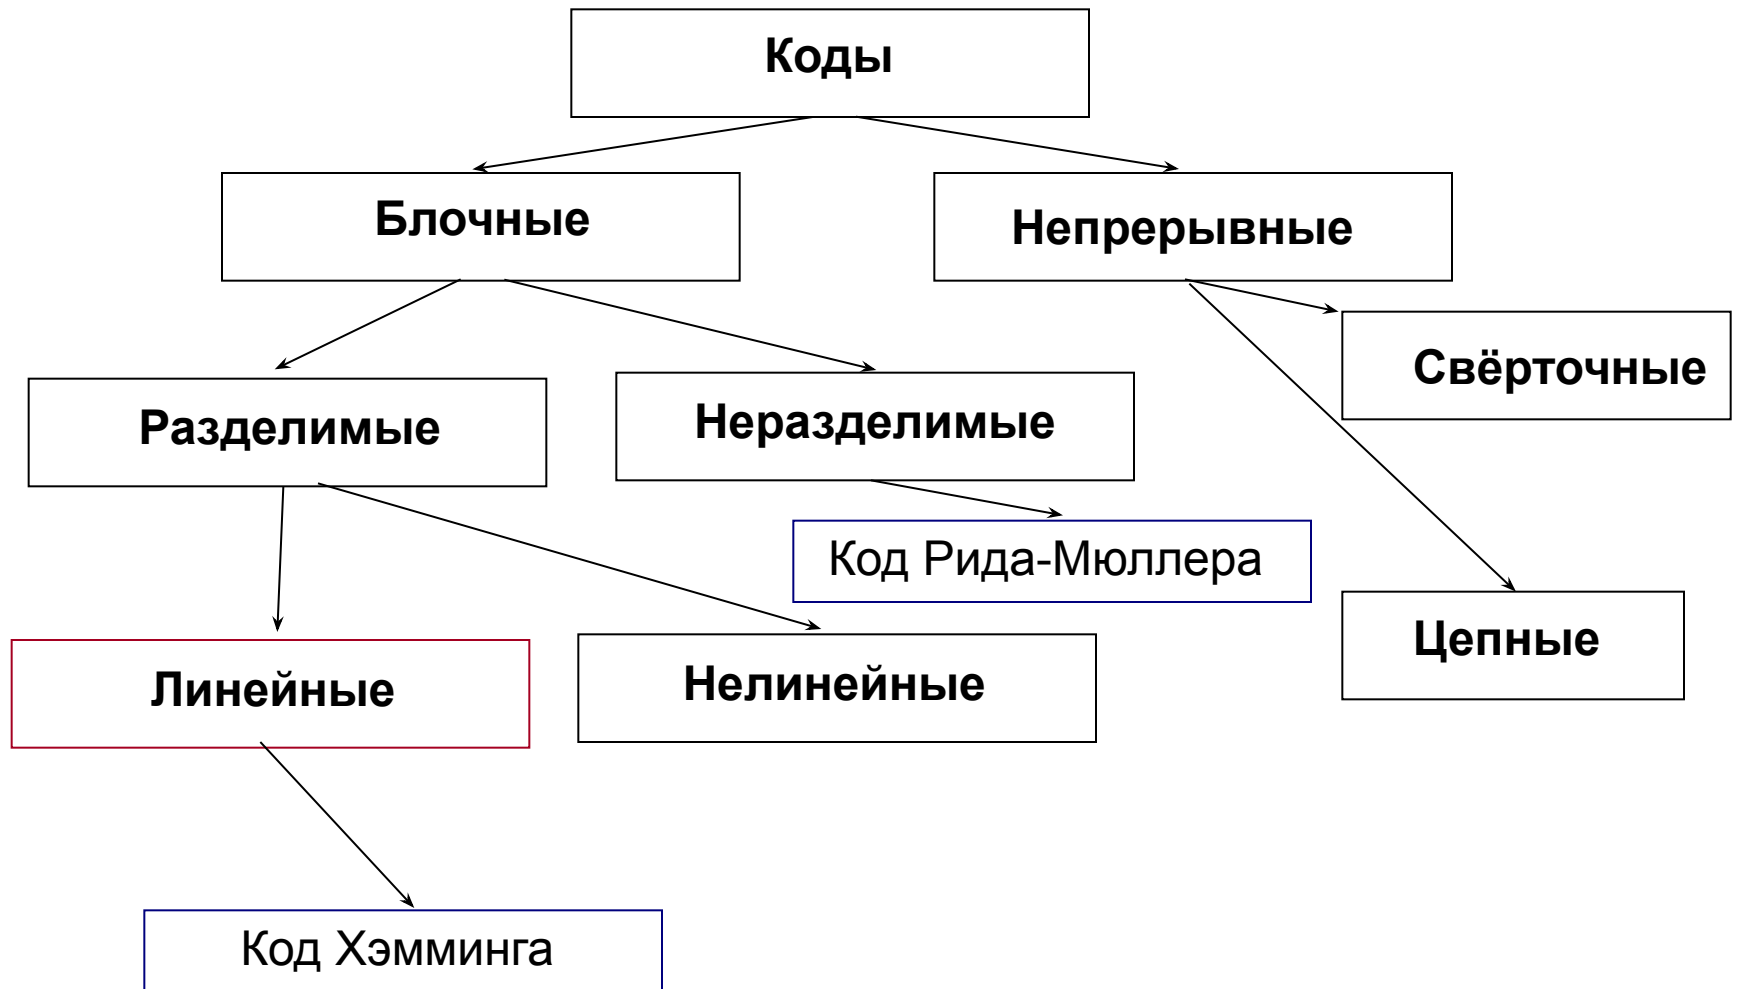 Коды
Блочные
Непрерывные
Свёрточные
Разделимые
Неразделимые
Код Рида-Мюллера
Цепные
Линейные
Нелинейные
Код Хэмминга